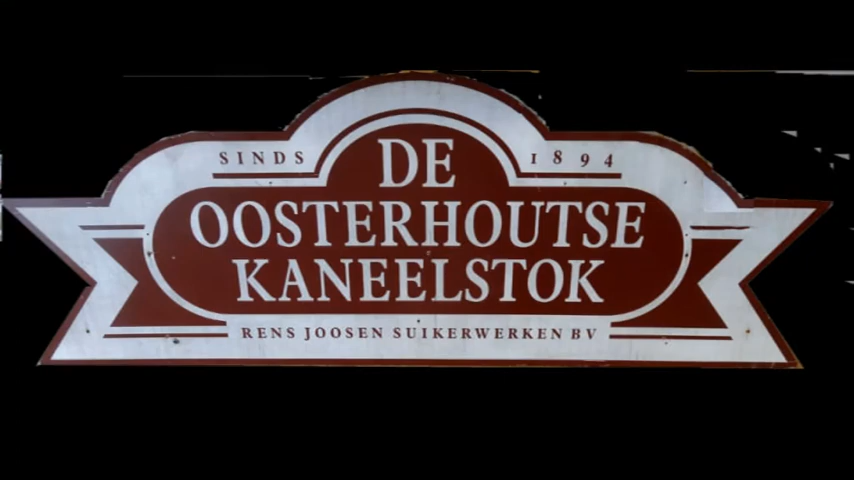 SINDS 1894
DE
OOSTERHOUTSE
KANEELSTOK
RENS JOOSEN SUIKERWERKEN BV